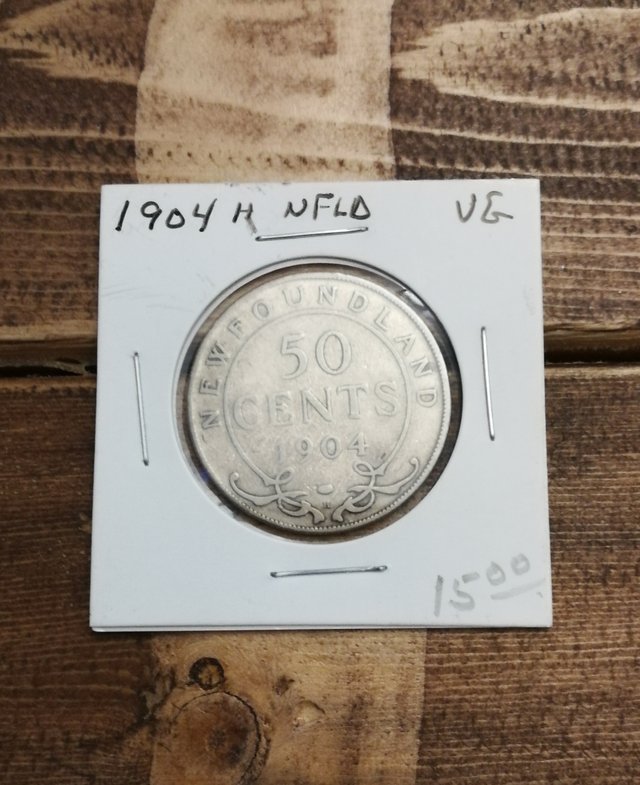 1904 H NFLD VG
NEWFOUNDLAND
50
CENTS
1904
H
15.00